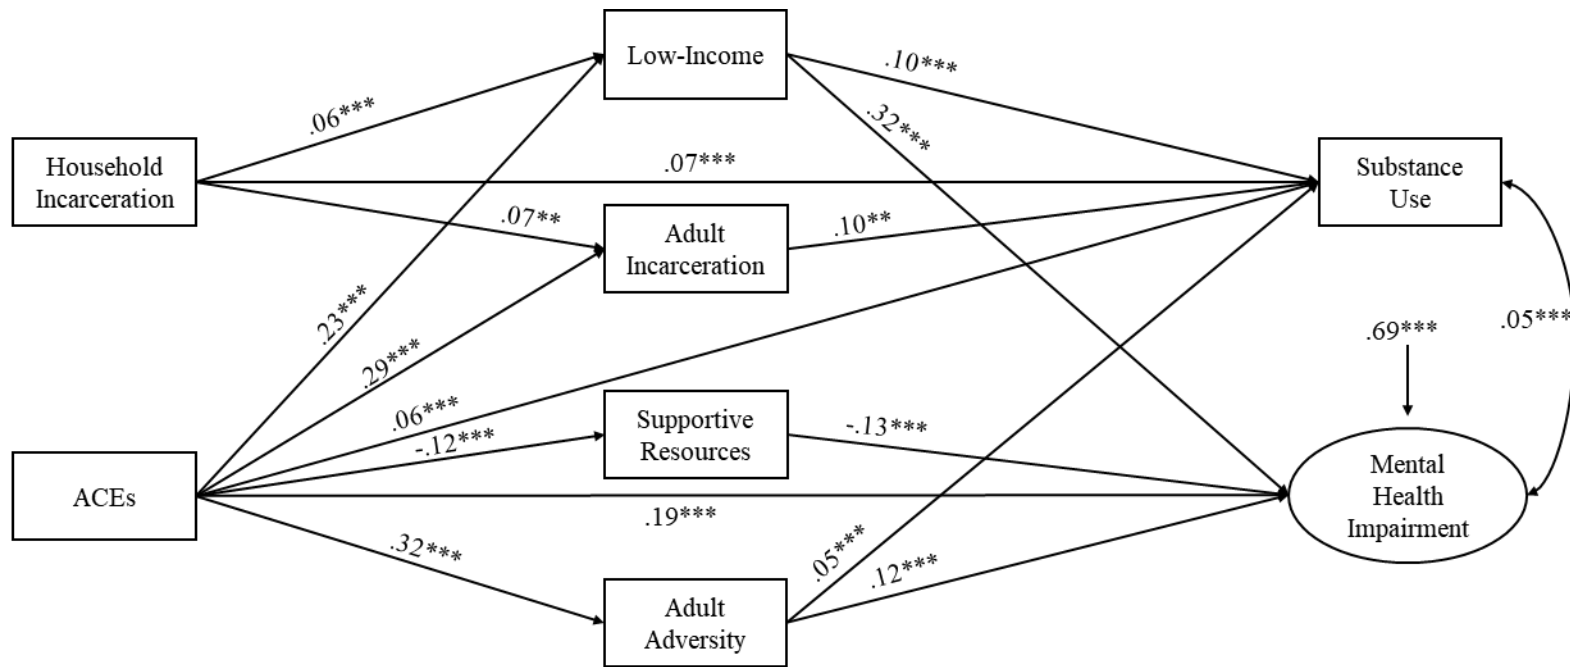 Low-Income
.10***
.06***
.32***
Household
Incarceration
.07***
Substance
Use
.07**
Adult
Incarceration
.10**
.23***
.29***
.69***
.05***
.06***
Supportive
Resources
-.13***
-.12***
ACEs
Mental
Health
Impairment
.19***
.32***
.05***
.12***
Adult
Adversity